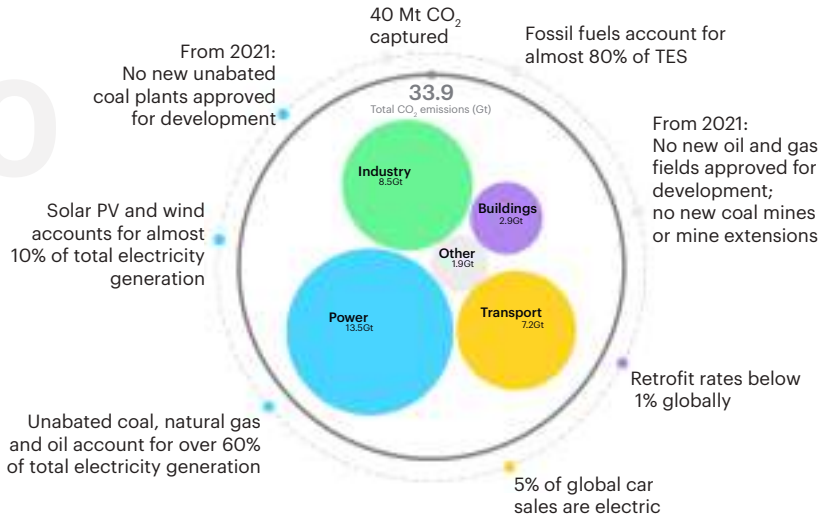 40 Mt CO₂
captured
Fossil fuels account for
almost 80% of TES
From 2021:
No new unabated
coal plants approved
for development
33.9
Total CO₂ emissions (Gt)
From 2021:
No new oil and gas
fields approved for
development;
no new coal mines
or mine extensions
Industry
8.5Gt
Buildings
2.9Gt
Solar PV and wind
accounts for almost
10% of total electricity
generation
Other
1.9Gt
Power
13.5Gt
Transport
7.2Gt
Retrofit rates below
1% globally
Unabated coal, natural gas
and oil account for over 60%
of total electricity generation
5% of global car
sales are electric